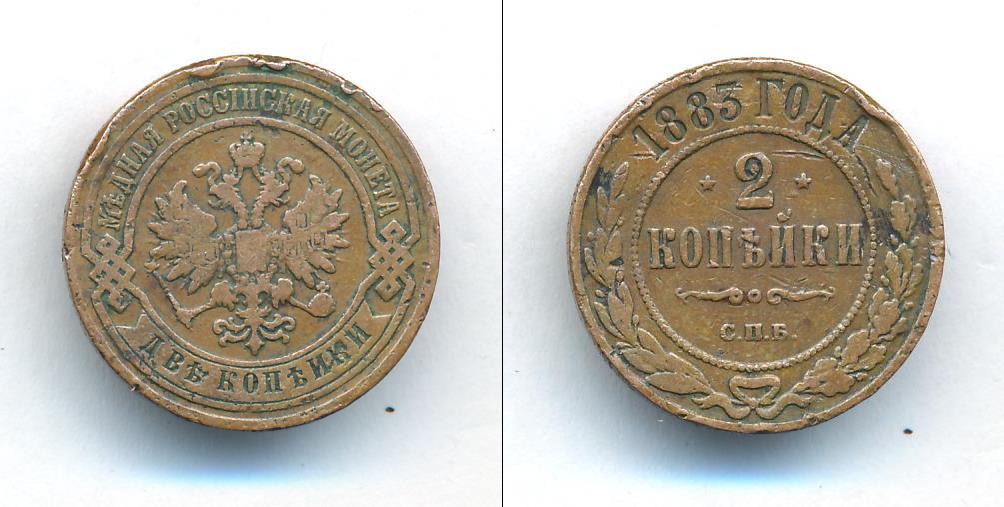 МѢДНАЯ РОССІЙСКАЯ МОНЕТА
ДВѢ КОПѢЙКИ
1883 ГОДА
2
КОПѢЙКИ
С.П.Б.